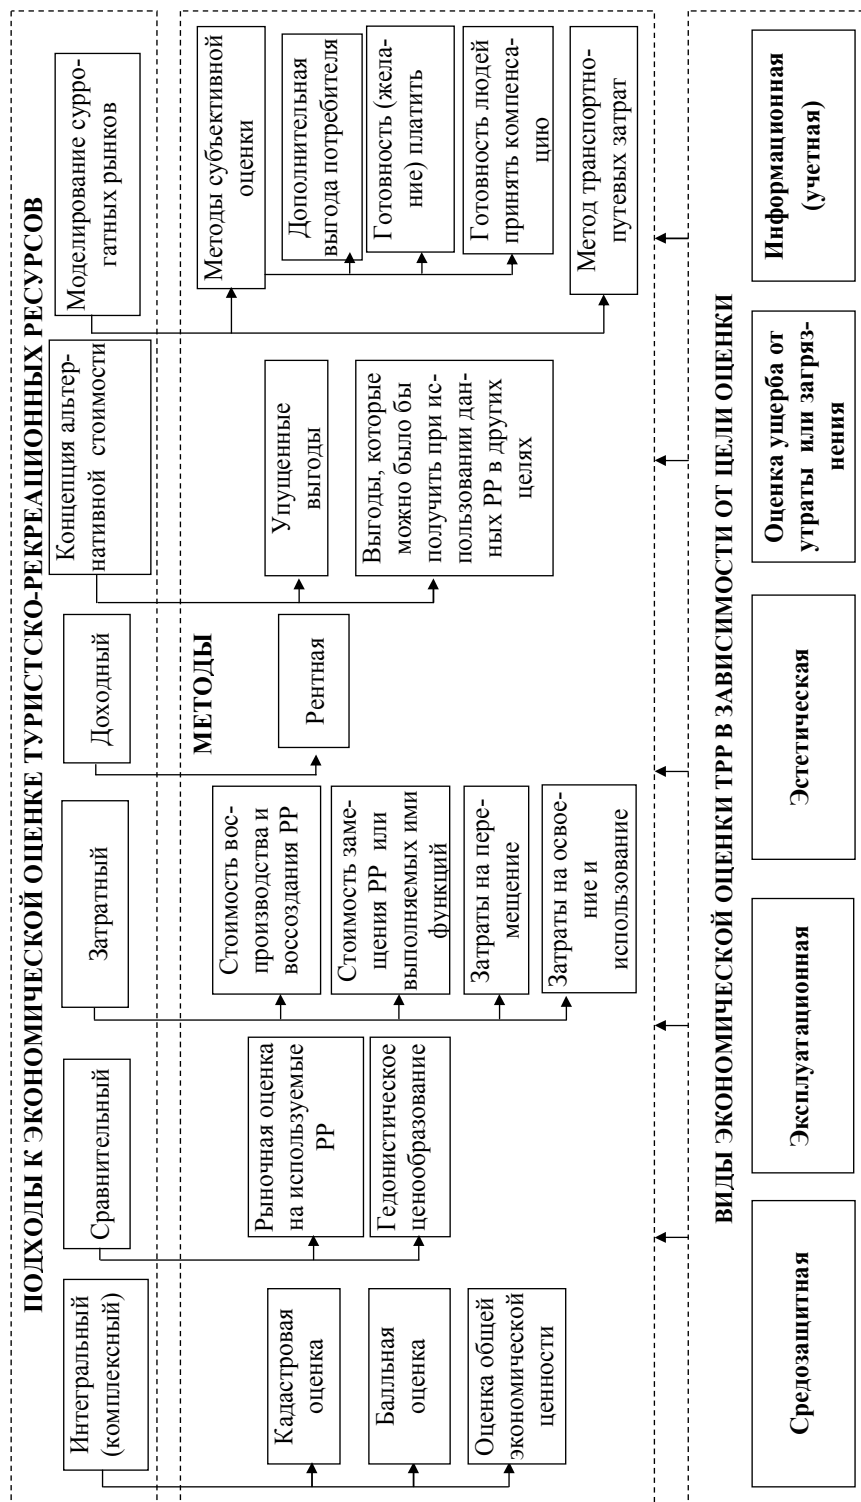 ПОДХОДЫ К ЭКОНОМИЧЕСКОЙ ОЦЕНКЕ ТУРИСТСКО-РЕКРЕАЦИОННЫХ РЕСУРСОВ
Интегральный
(комплексный)
Сравнительный
Затратный
Доходный
Концепция альтер-
нативной стоимости
Моделирование сурро-
гатных рынков
МЕТОДЫ
Кадастровая
оценка
Балльная
оценка
Оценка общей
экономической
ценности
Рыночная оценка
на используемые
РР
Гедонистическое
ценообразование
Стоимость вос-
производства и
воссоздания РР
Стоимость заме-
щения РР или
выполняемых ими
функций
Затраты на пере-
мещение
Затраты на освое-
ние и
использование
Рентная
Упущенные
выгоды
Выгоды, которые
можно было бы
получить при ис-
пользовании дан-
ных РР в других
целях
Методы субъективной
оценки
Дополнительная
выгода потребителя
Готовность (жела-
ние) платить
Готовность людей
принять компенса-
цию
Метод транспортно-
путевых затрат
ВИДЫ ЭКОНОМИЧЕСКОЙ ОЦЕНКИ ТРР В ЗАВИСИМОСТИ ОТ ЦЕЛИ ОЦЕНКИ
Средозащитная
Эксплуатационная
Эстетическая
Оценка ущерба от
утраты или загряз-
нения
Информационная
(учетная)